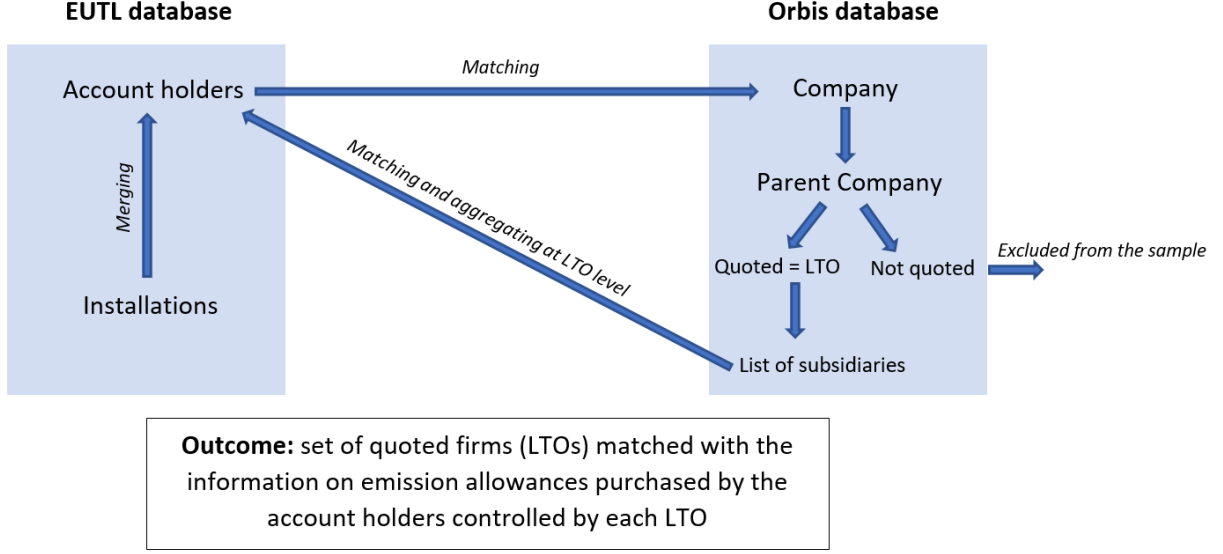 EUTL database
Orbis database
Account holders
Matching
Company
Merging
Matching and aggregating at LTO level
Parent Company
Installations
Quoted = LTO
Not quoted
Excluded from the sample
List of subsidiaries
Outcome: set of quoted firms (LTOs) matched with the
information on emission allowances purchased by the
account holders controlled by each LTO